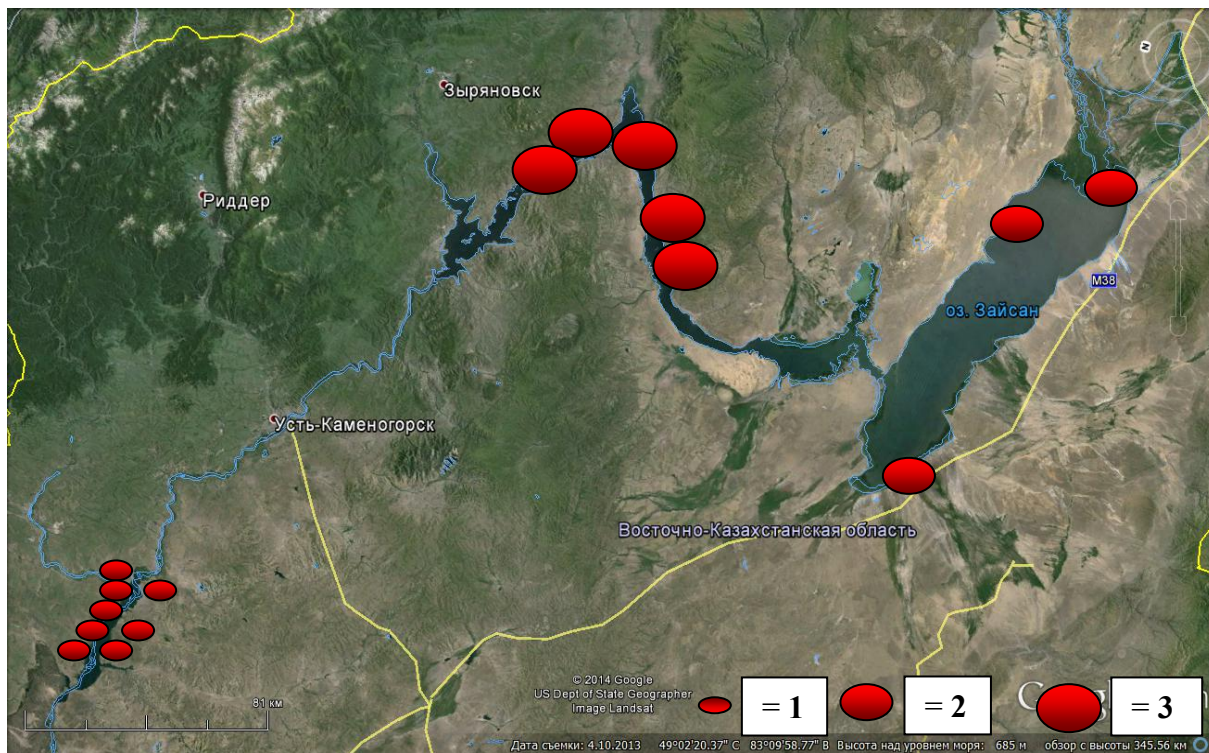 Зыряновск
Риддер
N
М38
оз. Зайсан
Усть-Каменогорск
Восточно-Казахстанская область
© 2014 Google
US Dept of State Geographer
Image Landsat
81 км
= 1
= 2
= 3
Дата съемки: 4.10.2013 49°02'20.37" С 83°09'58.77" В Высота над уровнем моря: 685 м обзор с высоты 345.56 км